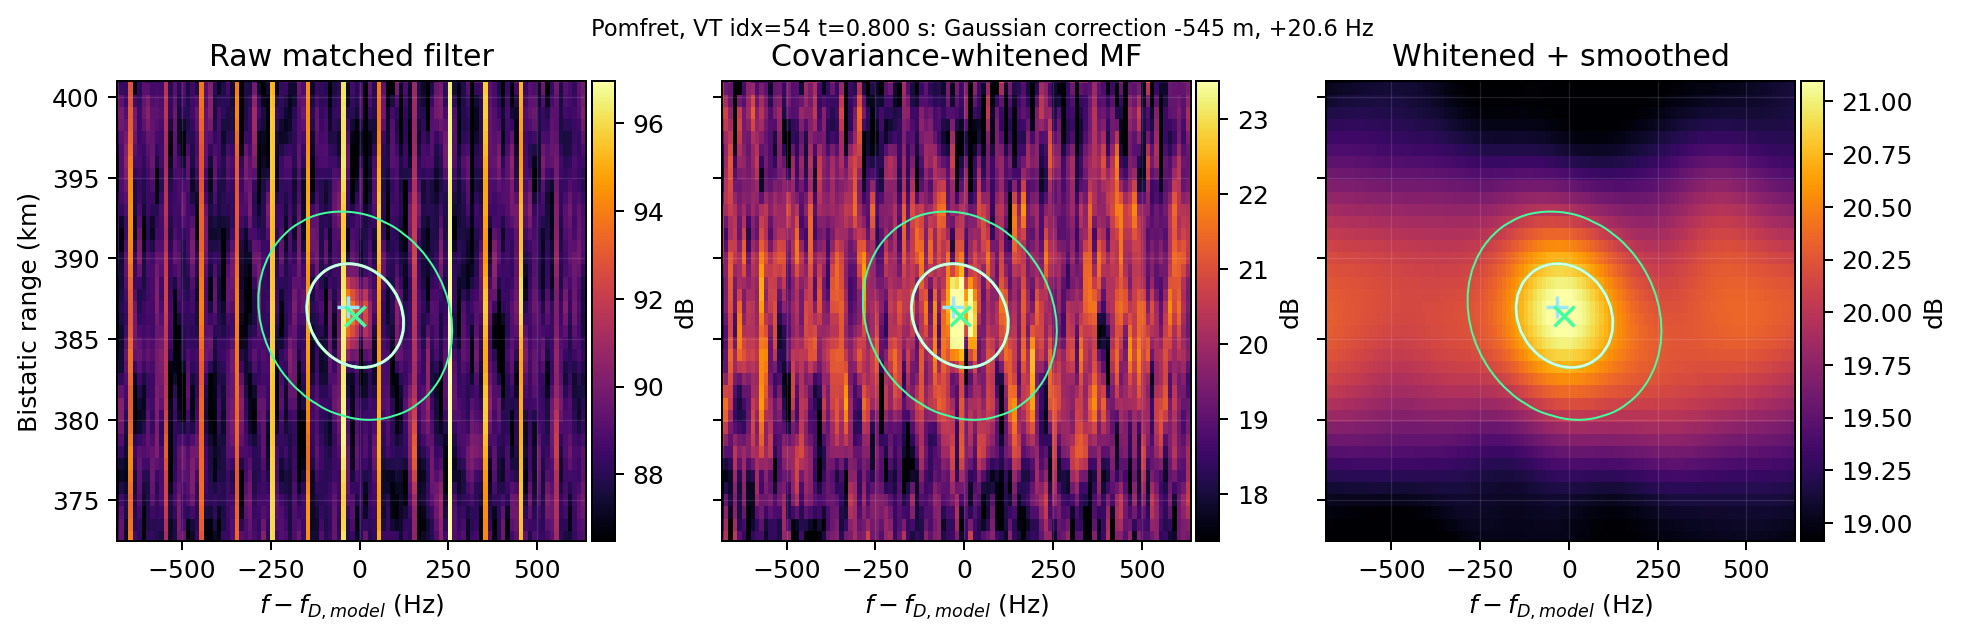 Pomfret, VT idx=54 t=0.800 s: Gaussian correction -545 m, +20.6 Hz
Raw matched filter
Covariance-whitened MF
Whitened + smoothed
Bistatic range (km)
400
395
390
385
380
375
−500 −250 0 250 500
f − f_{D, model} (Hz)
96
94
92
90
88
dB
−500 −250 0 250 500
f − f_{D, model} (Hz)
23
22
21
20
19
18
dB
−500 −250 0 250 500
f − f_{D, model} (Hz)
21.00
20.75
20.50
20.25
20.00
19.75
19.50
19.25
19.00
dB